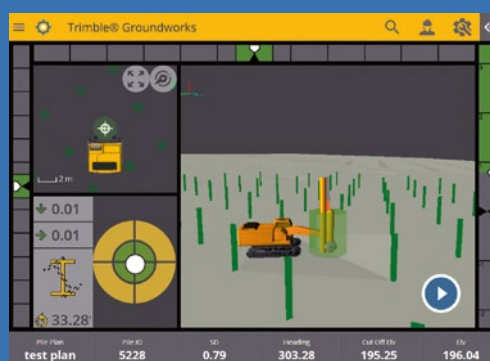 Trimble® Groundworks
2 m
0.01
0.01
33.28'
Pile Plan
test plan
Pile ID
5228
SD
0.79
Heading
303.28
Cut Off Elv
195.25
Elv
196.04